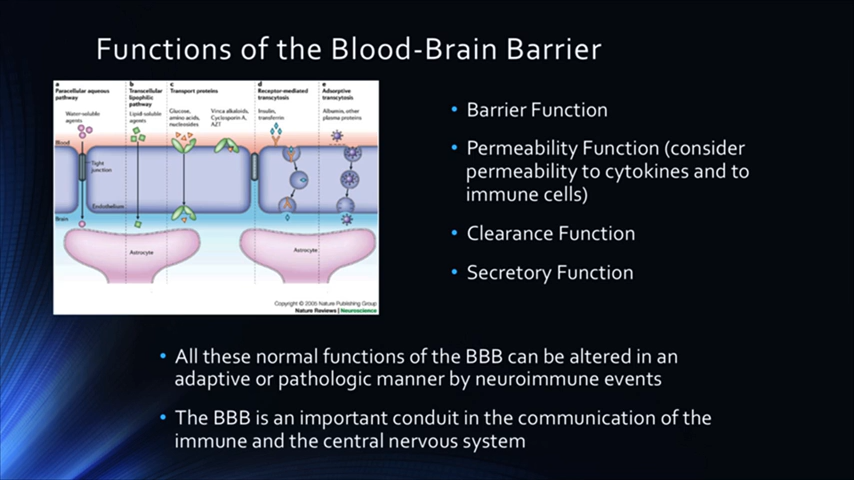 Functions of the Blood-Brain Barrier
a
Paracellular aqueous
pathway
Water-soluble
agents
b
Transcellular
lipophilic
pathway
Lipid-soluble
agents
c
Transport proteins
Glucose,
amino acids,
nucleosides
Vinca alkaloids,
Cyclosporin A,
AZT
d
Receptor-mediated
transcytosis
Insulin,
transferrin
e
Adsorptive
transcytosis
Albumin, other
plasma proteins
Blood
Tight
junction
Endothelium
Brain
Astrocyte
Astrocyte
Copyright © 2005 Nature Publishing Group
Nature Reviews | Neuroscience
• Barrier Function
• Permeability Function (consider
permeability to cytokines and to
immune cells)
• Clearance Function
• Secretory Function
• All these normal functions of the BBB can be altered in an
adaptive or pathologic manner by neuroimmune events
• The BBB is an important conduit in the communication of the
immune and the central nervous system